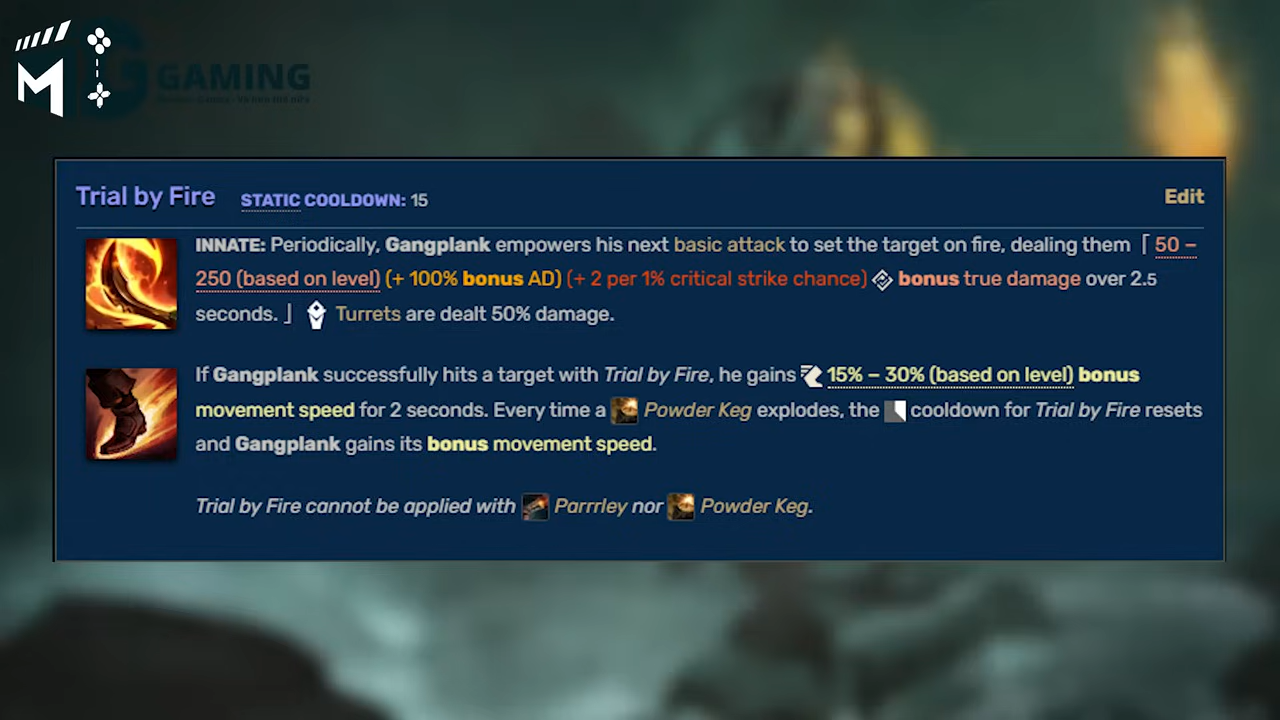 M
GAMING
Trial by Fire STATIC COOLDOWN: 15 Edit
INNATE: Periodically, Gangplank empowers his next basic attack to set the target on fire, dealing them ⌈ 50 –
250 (based on level) (+ 100% bonus AD) (+ 2 per 1% critical strike chance) bonus true damage over 2.5
seconds. ⌋ Turrets are dealt 50% damage.
If Gangplank successfully hits a target with Trial by Fire, he gains 15% – 30% (based on level) bonus
movement speed for 2 seconds. Every time a Powder Keg explodes, the cooldown for Trial by Fire resets
and Gangplank gains its bonus movement speed.
Trial by Fire cannot be applied with Parrrley nor Powder Keg.